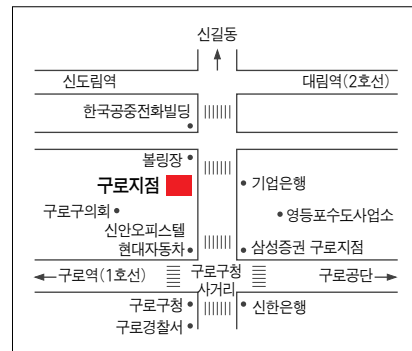 신길동
신도림역
대림역(2호선)
한국공중전화빌딩
볼링장
구로지점
기업은행
구로구의회
영등포수도사업소
신안오피스텔
현대자동차
삼성증권 구로지점
구로역(1호선)
구로구청
사거리
구로공단
구로구청
신한은행
구로경찰서